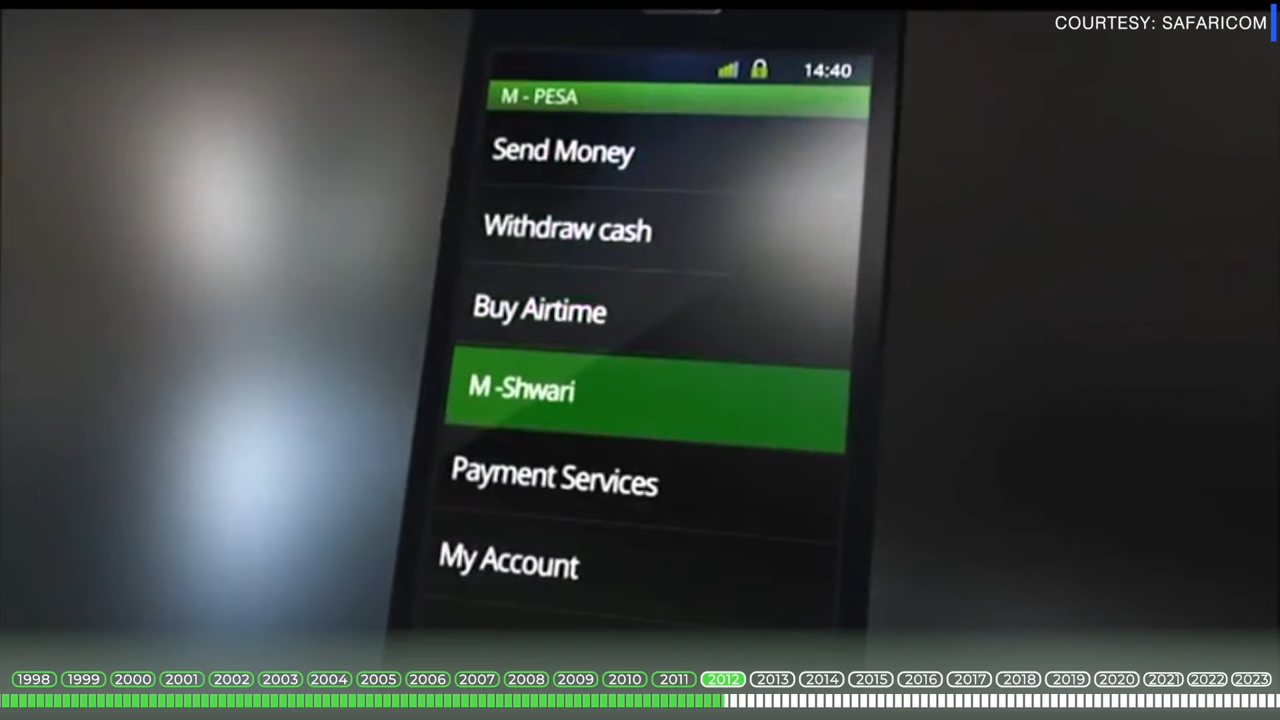 COURTESY: SAFARICOM
14:40
M - PESA
Send Money
Withdraw cash
Buy Airtime
M -Shwari
Payment Services
My Account
1998 1999 2000 2001 2002 2003 2004 2005 2006 2007 2008 2009 2010 2011 2012 2013 2014 2015 2016 2017 2018 2019 2020 2021 2022 2023